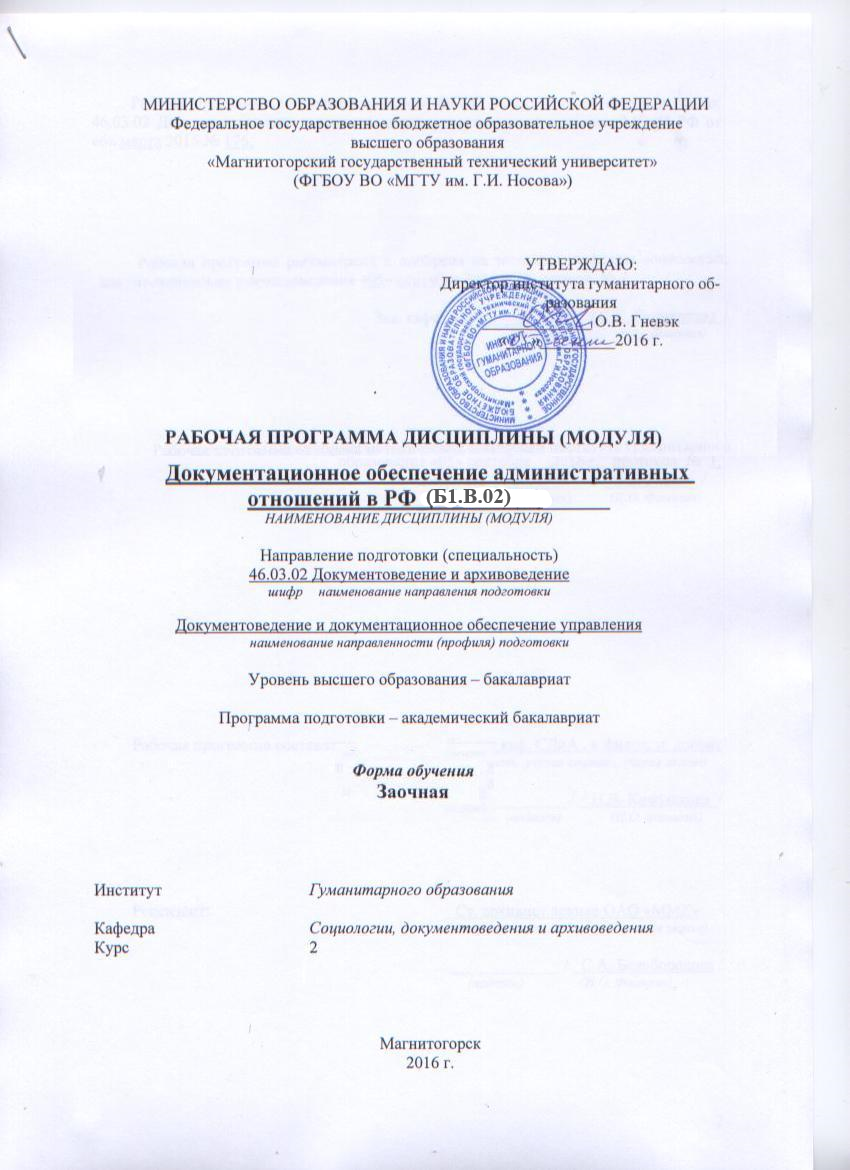 МИНИСТЕРСТВО ОБРАЗОВАНИЯ И НАУКИ РОССИЙСКОЙ ФЕДЕРАЦИИ
Федеральное государственное бюджетное образовательное учреждение
высшего образования
«Магнитогорский государственный технический университет»
(ФГБОУ ВО «МГТУ им. Г.И. Носова»)
УТВЕРЖДАЮ:
Директор института гуманитарного об-
разования
О.В. Гневэк
2016 г.
ИНСТИТУТ
ГУМАНИТАРНОГО
ОБРАЗОВАНИЯ
РАБОЧАЯ ПРОГРАММА ДИСЦИПЛИНЫ (МОДУЛЯ)
Документационное обеспечение административных
отношений в РФ (Б1.В.02)
НАИМЕНОВАНИЕ ДИСЦИПЛИНЫ (МОДУЛЯ)
Направление подготовки (специальность)
46.03.02 Документоведение и архивоведение
шифр наименование направления подготовки
Документоведение и документационное обеспечение управления
наименование направленности (профиля) подготовки
Уровень высшего образования – бакалавриат
Программа подготовки – академический бакалавриат
Форма обучения
Заочная
Институт Гуманитарного образования
Кафедра Социологии, документоведения и архивоведения
Курс 2
Магнитогорск
2016 г.